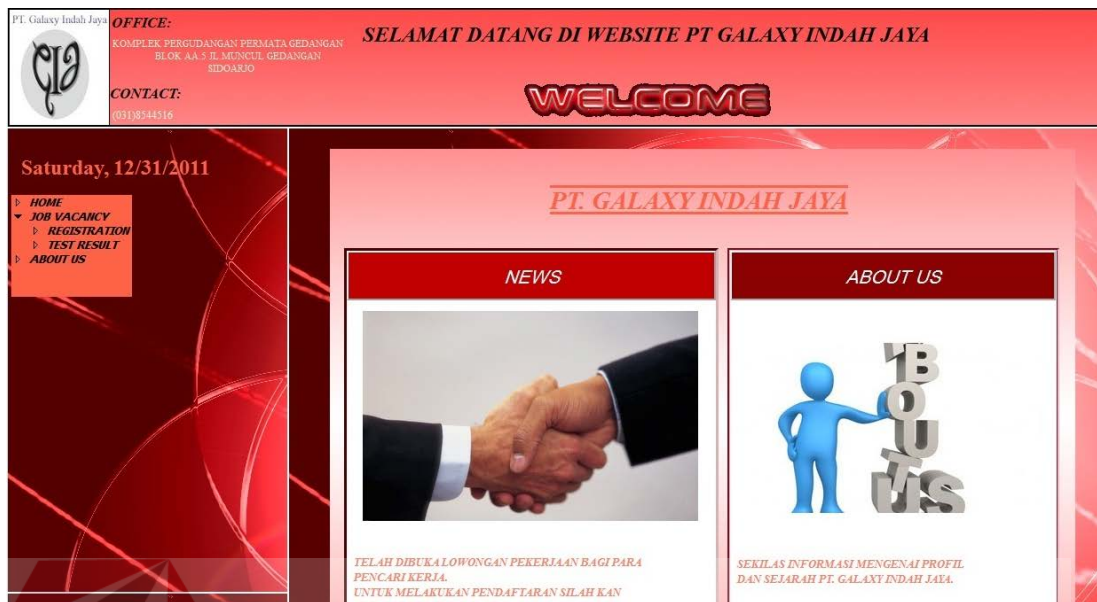 PT. Galaxy Indah Jaya
GIJ
OFFICE:
KOMPLEK PERGUDANGAN PERMATA GEDANGAN
BLOK AA 5 JL MUNCUL GEDANGAN
SIDOARJO
CONTACT:
(031)8544516
SELAMAT DATANG DI WEBSITE PT GALAXY INDAH JAYA
WELCOME
Saturday, 12/31/2011
HOME
JOB VACANCY
REGISTRATION
TEST RESULT
ABOUT US
PT. GALAXY INDAH JAYA
NEWS
TELAH DIBUKA LOWONGAN PEKERJAAN BAGI PARA
PENCARI KERJA.
UNTUK MELAKUKAN PENDAFTARAN SILAH KAN
ABOUT US
ABOUT US
SEKILAS INFORMASI MENGENAI PROFIL
DAN SEJARAH PT. GALAXY INDAH JAYA.